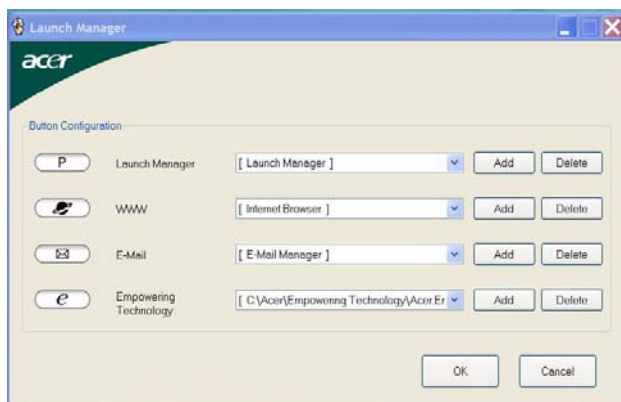 Launch Manager
acer
Button Configuration
P Launch Manager [ Launch Manager ] Add Delete
WWW [ Internet Browser ] Add Delete
E-Mail [ E-Mail Manager ] Add Delete
e Empowering Technology [ C:\Acer\Empowering Technology\Acer.Er Add Delete
OK Cancel